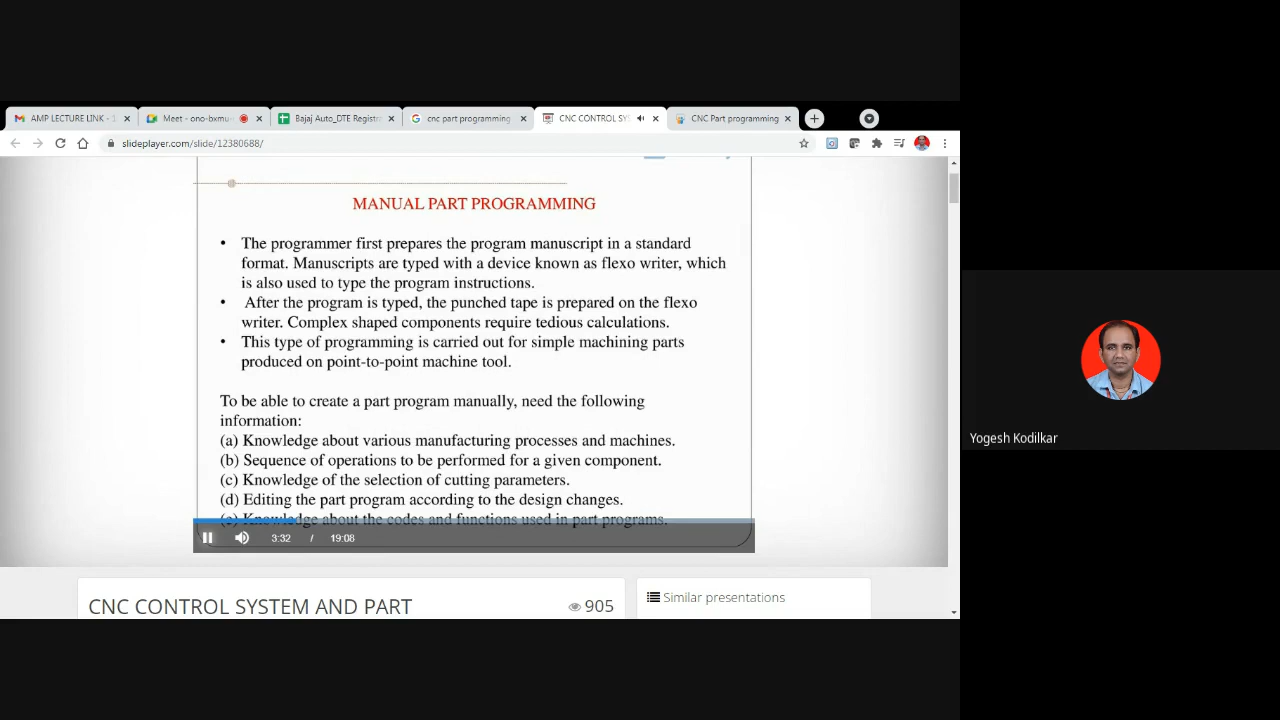 AMP LECTURE LINK - 1
Meet - ono-bxmu
Bajaj Auto_DTE Registr
cnc part programming
CNC CONTROL SYS
CNC Part programming
slideplayer.com/slide/12380688/
MANUAL PART PROGRAMMING
• The programmer first prepares the program manuscript in a standard
format. Manuscripts are typed with a device known as flexo writer, which
is also used to type the program instructions.
• After the program is typed, the punched tape is prepared on the flexo
writer. Complex shaped components require tedious calculations.
• This type of programming is carried out for simple machining parts
produced on point-to-point machine tool.
To be able to create a part program manually, need the following
information:
(a) Knowledge about various manufacturing processes and machines.
(b) Sequence of operations to be performed for a given component.
(c) Knowledge of the selection of cutting parameters.
(d) Editing the part program according to the design changes.
(e) Knowledge about the codes and functions used in part programs.
3:32 / 19:08
CNC CONTROL SYSTEM AND PART
905
Similar presentations
Yogesh Kodilkar